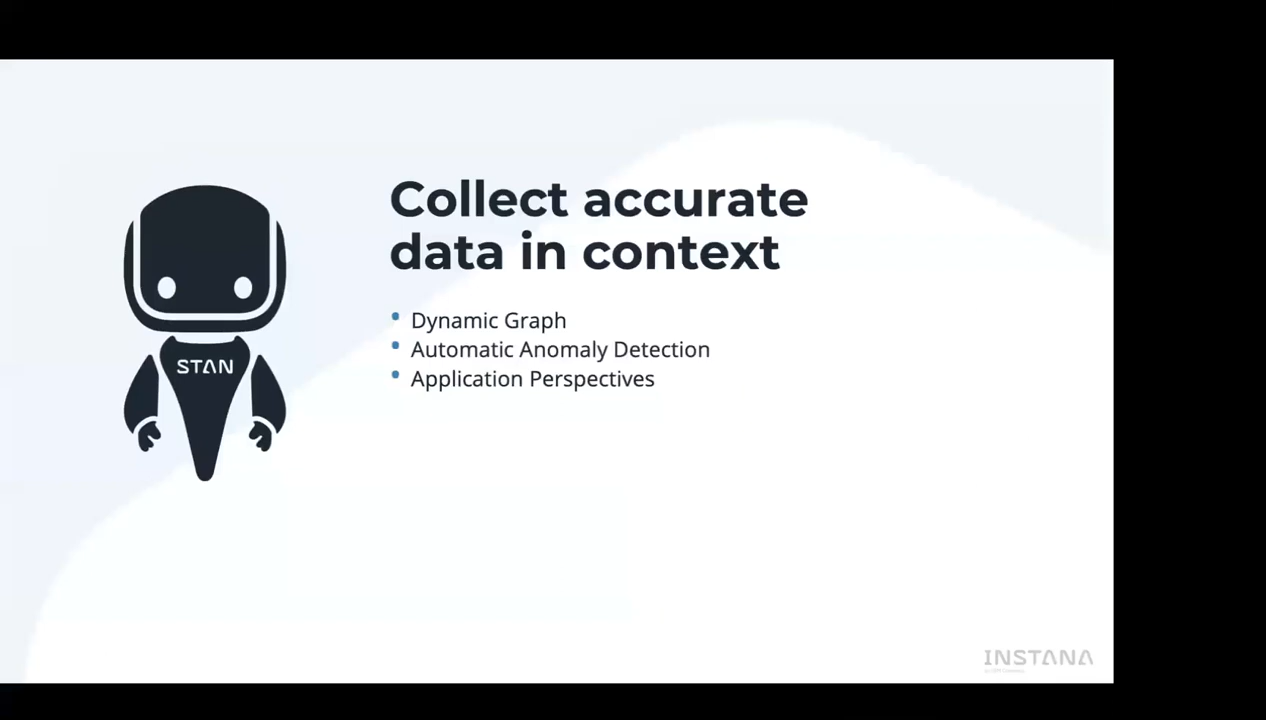 Collect accurate
data in context
• Dynamic Graph
• Automatic Anomaly Detection
• Application Perspectives
STAN
INSTANA